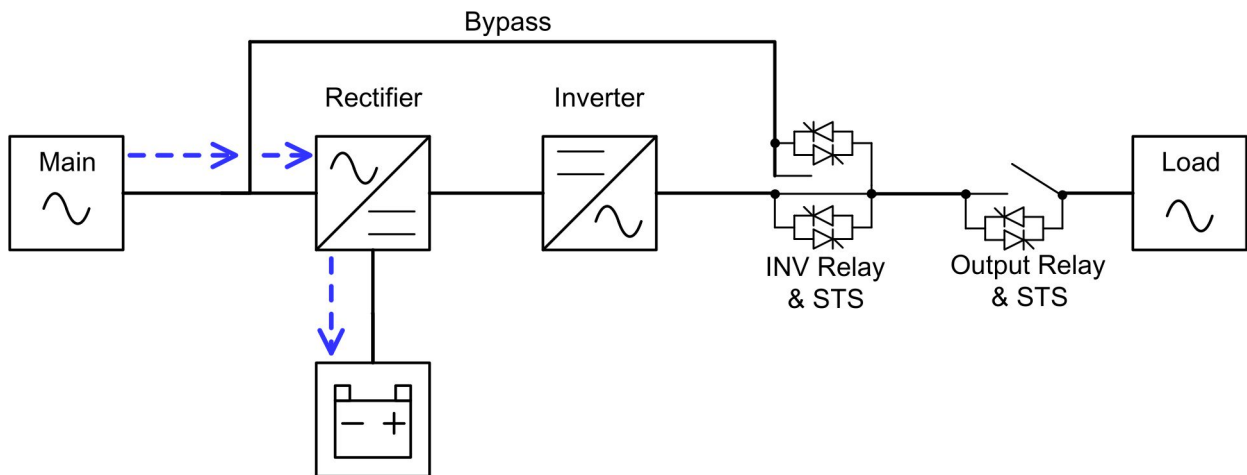 Bypass
Rectifier
Inverter
Main
Load
INV Relay
& STS
Output Relay
& STS